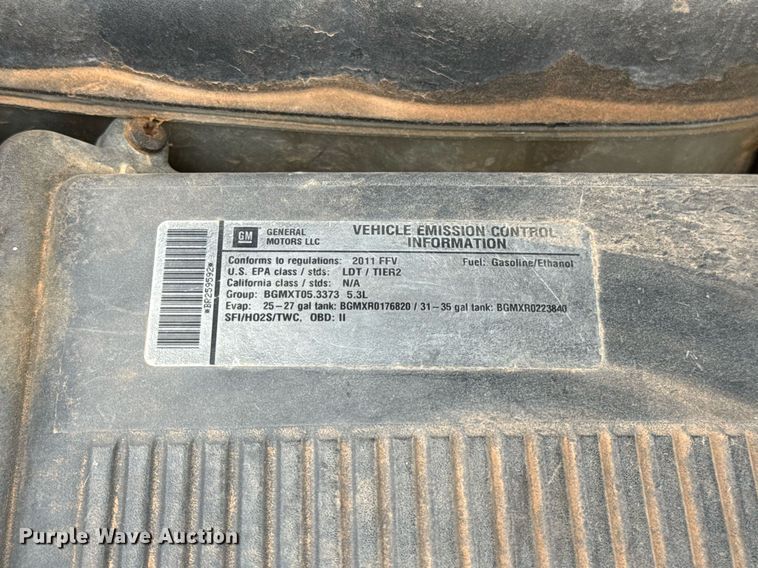 GM
GENERAL
MOTORS LLC
VEHICLE EMISSION CONTROL
INFORMATION
Conforms to regulations: 2011 FFV Fuel: Gasoline/Ethanol
U.S. EPA class / stds: LDT / TIER2
California class / stds: N/A
Group: BGMXT05.3373 5.3L
Evap: 25-27 gal tank: BGMXR0176820 / 31-35 gal tank: BGMXR0223840
SFI/HO2S/TWC, OBD: II
*BR259592*
Purple Wave Auction